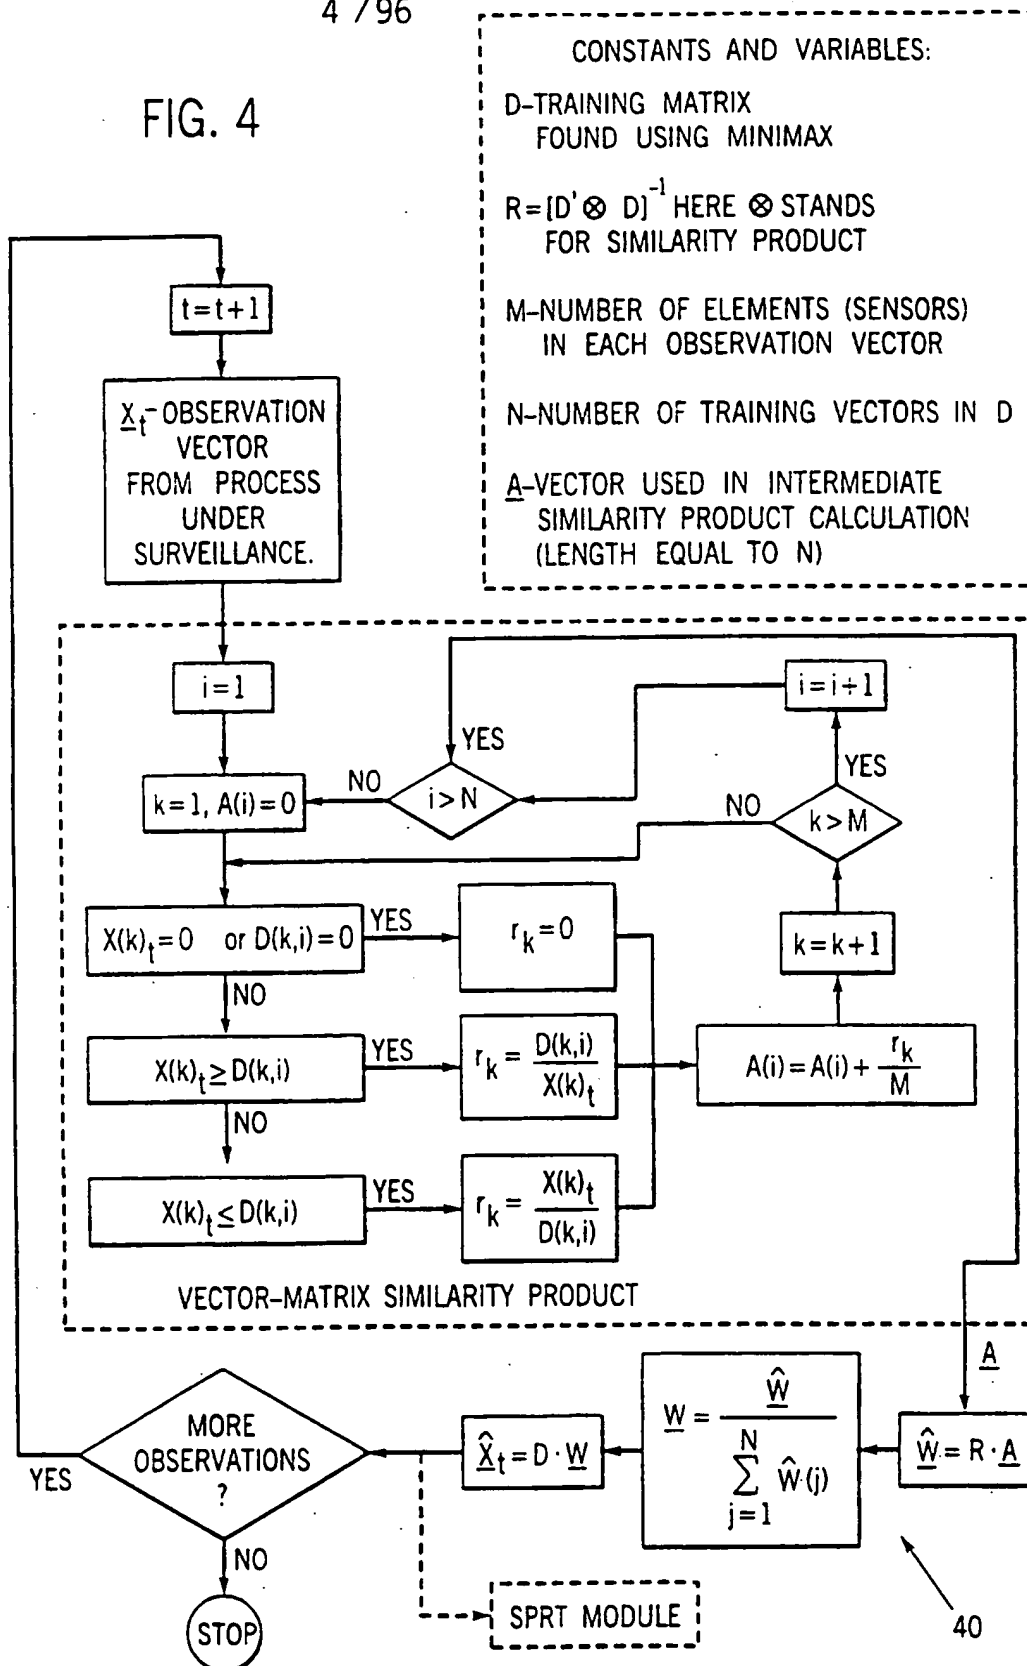 4/96
FIG. 4
CONSTANTS AND VARIABLES:
D-TRAINING MATRIX
FOUND USING MINIMAX
R=[D'⊗ D]⁻¹ HERE ⊗ STANDS
FOR SIMILARITY PRODUCT
M-NUMBER OF ELEMENTS (SENSORS)
IN EACH OBSERVATION VECTOR
N-NUMBER OF TRAINING VECTORS IN D
A-VECTOR USED IN INTERMEDIATE
SIMILARITY PRODUCT CALCULATION
(LENGTH EQUAL TO N)
t=t+1
X_t-OBSERVATION
VECTOR
FROM PROCESS
UNDER
SURVEILLANCE.
i=1
i=i+1
YES
YES
NO
i>N
k=1, A(i)=0
NO
k>M
X(k)_t=0 or D(k,i)=0
YES
r_k=0
k=k+1
NO
X(k)_t≥D(k,i)
YES
r_k = D(k,i)/X(k)_t
A(i)=A(i)+ r_k/M
NO
X(k)_t≤D(k,i)
YES
r_k = X(k)_t/D(k,i)
VECTOR-MATRIX SIMILARITY PRODUCT
A
MORE
OBSERVATIONS
?
YES
X̂_t=D·W
W = Ŵ / ∑_{j=1}^{N} Ŵ(j)
Ŵ=R·A
NO
STOP
SPRT MODULE
40